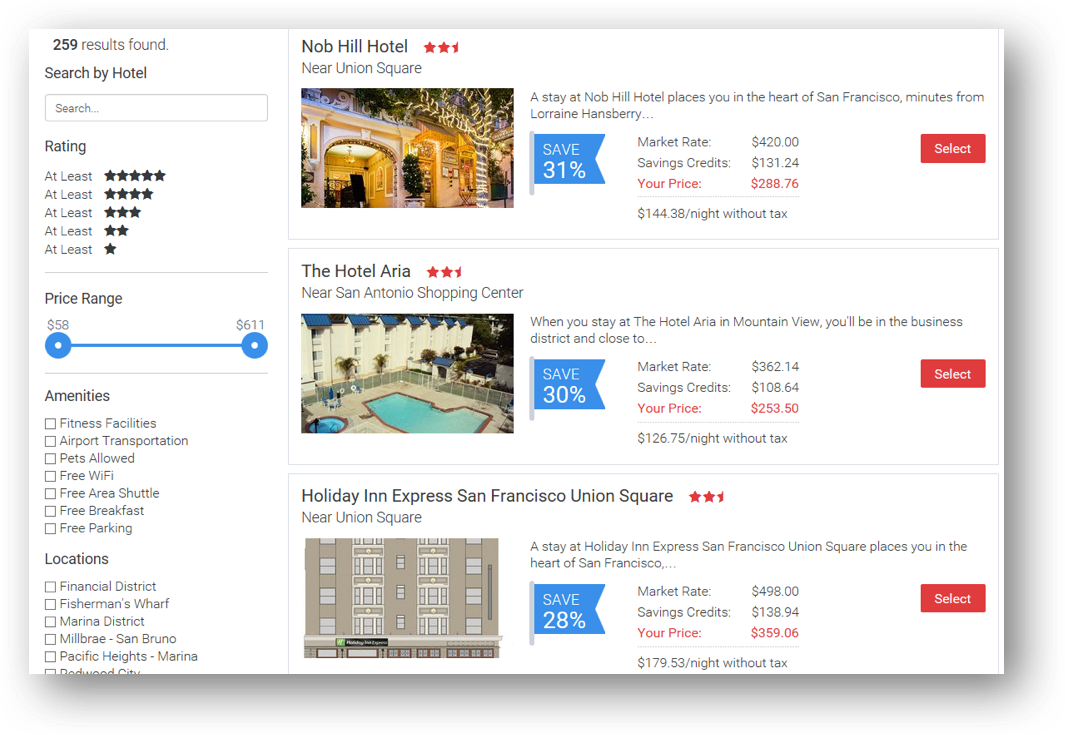 259 results found.
Search by Hotel
Search...
Rating
At Least
At Least
At Least
At Least
At Least
Price Range
$58 $611
Amenities
Fitness Facilities
Airport Transportation
Pets Allowed
Free WiFi
Free Area Shuttle
Free Breakfast
Free Parking
Locations
Financial District
Fisherman's Wharf
Marina District
Millbrae - San Bruno
Pacific Heights - Marina
Redwood City
Nob Hill Hotel
Near Union Square
A stay at Nob Hill Hotel places you in the heart of San Francisco, minutes from
Lorraine Hansberry...
SAVE
31%
Market Rate: $420.00
Savings Credits: $131.24
Your Price: $288.76
$144.38/night without tax
Select
The Hotel Aria
Near San Antonio Shopping Center
When you stay at The Hotel Aria in Mountain View, you'll be in the business
district and close to...
SAVE
30%
Market Rate: $362.14
Savings Credits: $108.64
Your Price: $253.50
$126.75/night without tax
Select
Holiday Inn Express San Francisco Union Square
Near Union Square
Holiday Inn Express
A stay at Holiday Inn Express San Francisco Union Square places you in the
heart of San Francisco,...
SAVE
28%
Market Rate: $498.00
Savings Credits: $138.94
Your Price: $359.06
$179.53/night without tax
Select